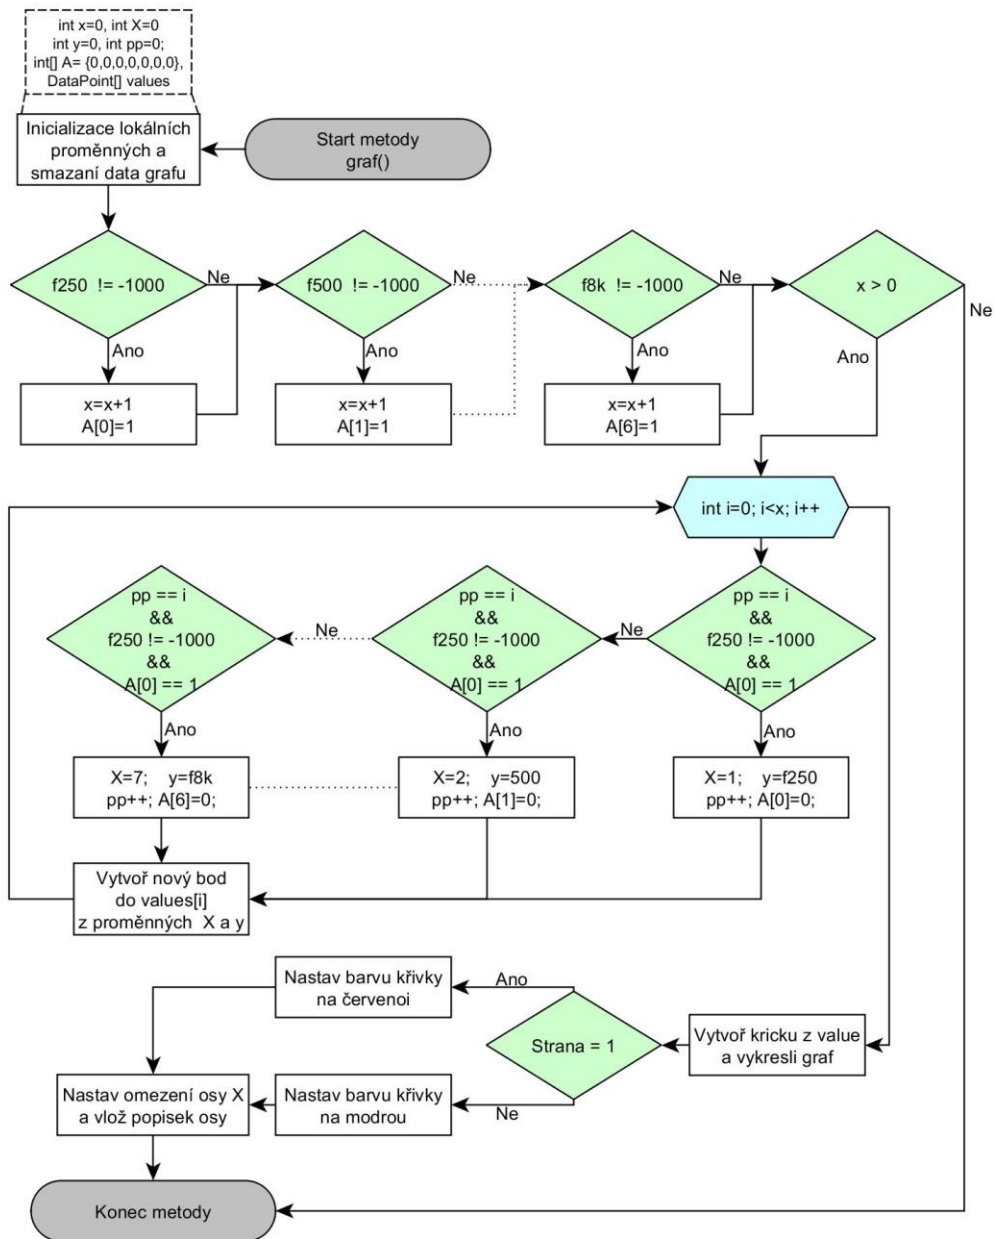 int x=0, int X=0
int y=0, int pp=0;
int[] A= {0,0,0,0,0,0,0},
DataPoint[] values
Inicializace lokálních
proměnných a
smazaní data grafu
Start metody
graf()
f250 != -1000
Ne
f500 != -1000
Ne
f8k != -1000
Ne
x > 0
Ne
Ano
Ano
Ano
Ano
x=x+1
A[0]=1
x=x+1
A[1]=1
x=x+1
A[6]=1
int i=0; i<x; i++
pp == i
&&
f250 != -1000
&&
A[0] == 1
Ne
pp == i
&&
f250 != -1000
&&
A[0] == 1
Ne
pp == i
&&
f250 != -1000
&&
A[0] == 1
Ano
Ano
Ano
X=7; y=f8k
pp++; A[6]=0;
X=2; y=500
pp++; A[1]=0;
X=1; y=f250
pp++; A[0]=0;
Vytvoř nový bod
do values[i]
z proměnných X a y
Nastav barvu křivky
na červenoi
Ano
Strana = 1
Vytvoř kricku z value
a vykresli graf
Nastav omezení osy X
a vlož popisek osy
Nastav barvu křivky
na modrou
Ne
Konec metody